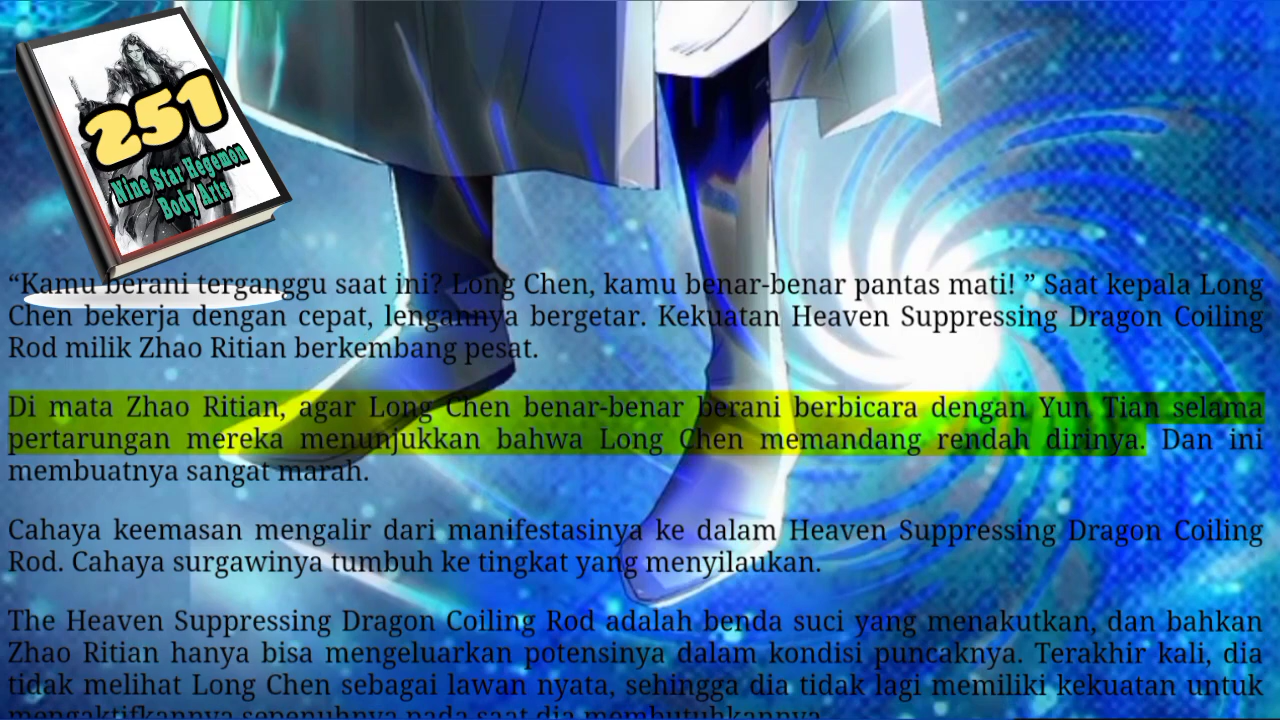 251
Nine Star Hegemon
Body Arts
“Kamu berani terganggu saat ini? Long Chen, kamu benar-benar pantas mati! ” Saat kepala Long
Chen bekerja dengan cepat, lengannya bergetar. Kekuatan Heaven Suppressing Dragon Coiling
Rod milik Zhao Ritian berkembang pesat.
Di mata Zhao Ritian, agar Long Chen benar-benar berani berbicara dengan Yun Tian selama
pertarungan mereka menunjukkan bahwa Long Chen memandang rendah dirinya. Dan ini
membuatnya sangat marah.
Cahaya keemasan mengalir dari manifestasinya ke dalam Heaven Suppressing Dragon Coiling
Rod. Cahaya surgawinya tumbuh ke tingkat yang menyilaukan.
The Heaven Suppressing Dragon Coiling Rod adalah benda suci yang menakutkan, dan bahkan
Zhao Ritian hanya bisa mengeluarkan potensinya dalam kondisi puncaknya. Terakhir kali, dia
tidak melihat Long Chen sebagai lawan nyata, sehingga dia tidak lagi memiliki kekuatan untuk
mengaktifkannya sepenuhnya pada saat dia membutuhkannya.